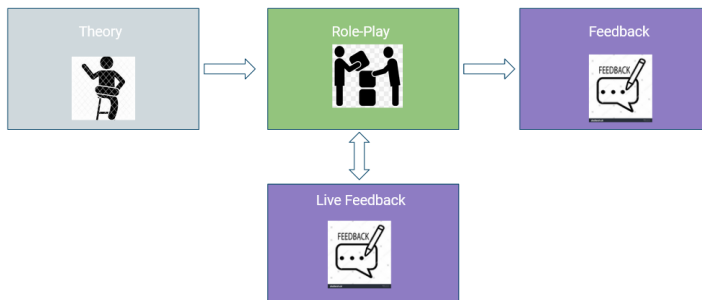 Theory
Role-Play
Feedback
FEEDBACK
Live Feedback
FEEDBACK